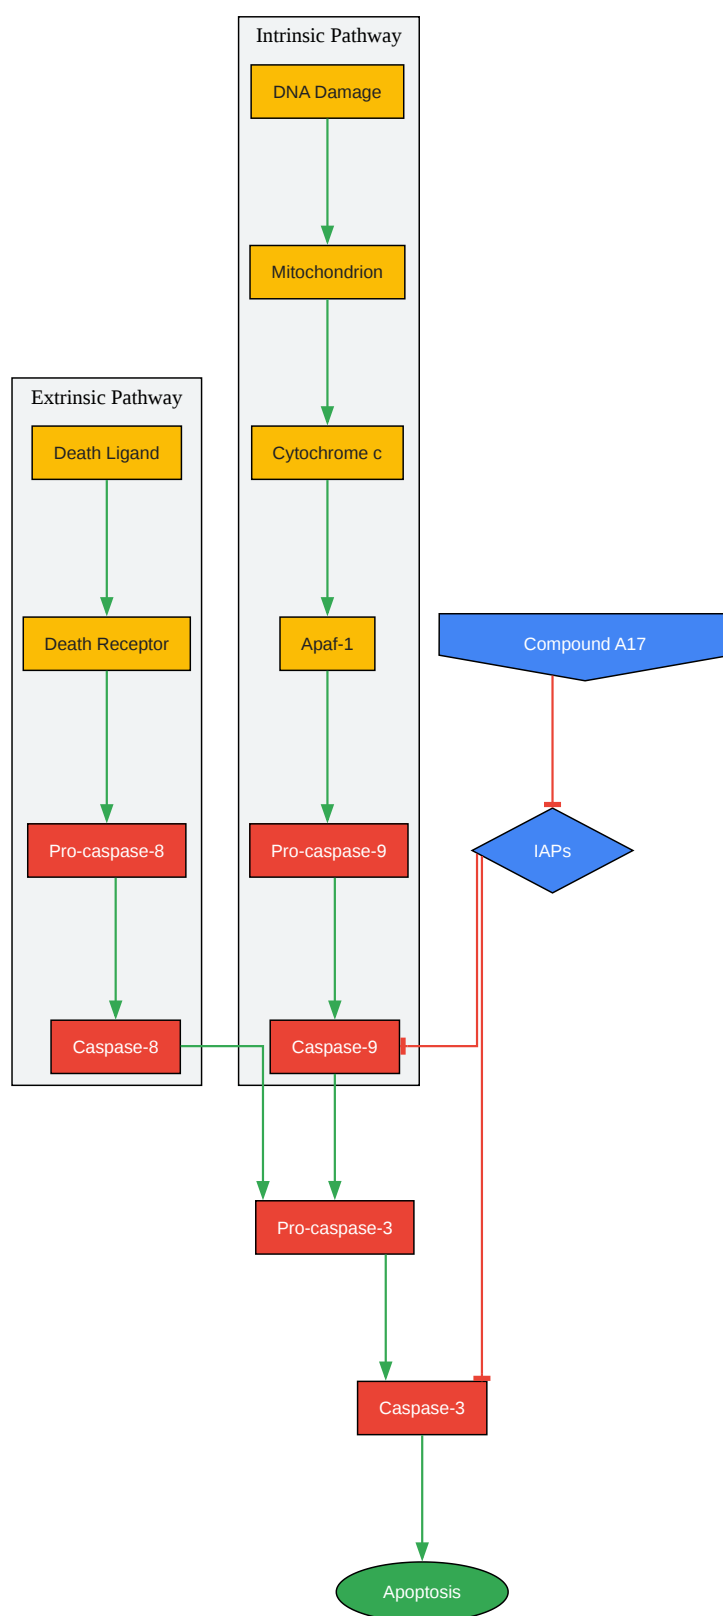 Intrinsic Pathway
DNA Damage
Mitochondrion
Extrinsic Pathway
Cytochrome c
Death Ligand
Death Receptor
Apaf-1
Compound A17
Pro-caspase-8
Pro-caspase-9
IAPs
Caspase-8
Caspase-9
Pro-caspase-3
Caspase-3
Apoptosis